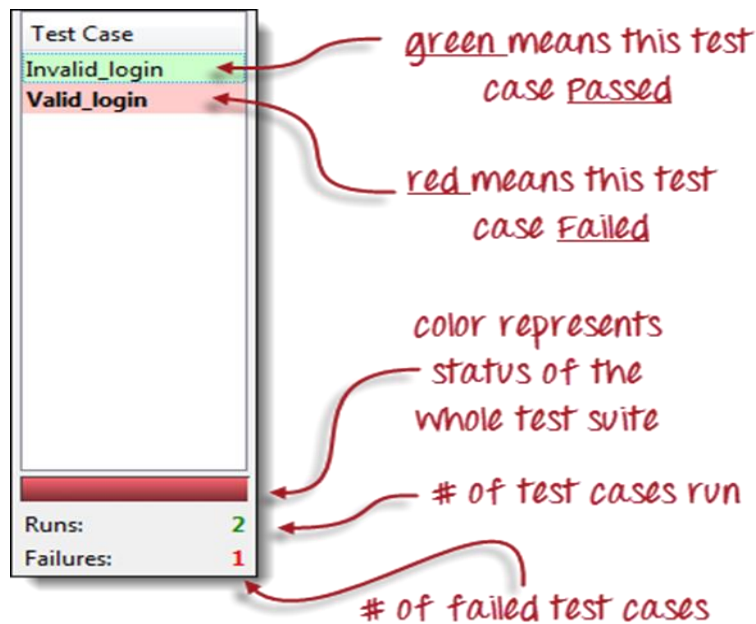 Test Case
Invalid_login
Valid_login
green means this test
case Passed
red means this test
case Failed
color represents
status of the
whole test suite
# of test cases run
Runs: 2
Failures: 1
# of failed test cases